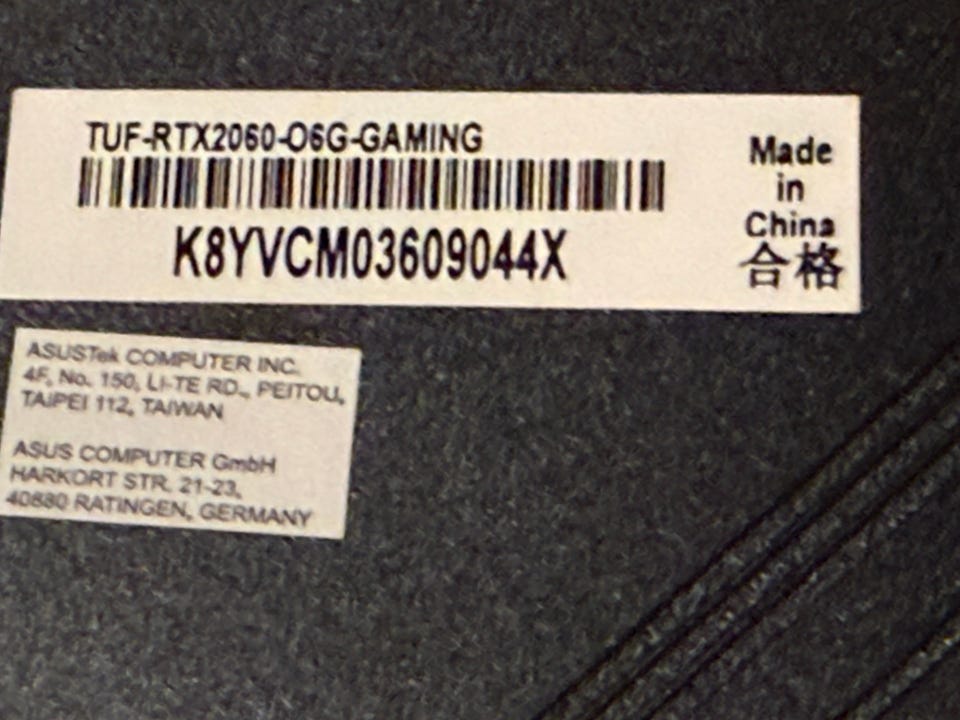 TUF-RTX2060-O6G-GAMING
K8YVCM03609044X
Made
in
China
合格
ASUSTek COMPUTER INC.
4F, No. 150, LI-TE RD., PEITOU,
TAIPEI 112, TAIWAN
ASUS COMPUTER GmbH
HARKORT STR. 21-23,
40880 RATINGEN, GERMANY